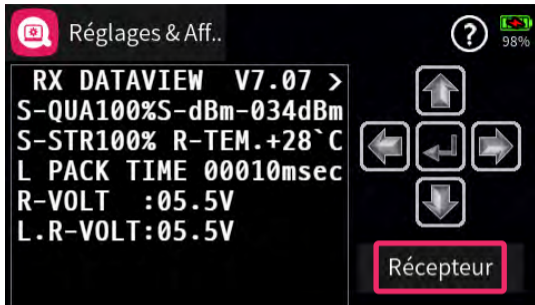 Réglages & Aff..
98%
RX DATAVIEW V7.07 >
S-QUA100%S-dBm-034dBm
S-STR100% R-TEM.+28`C
L PACK TIME 00010msec
R-VOLT :05.5V
L.R-VOLT:05.5V
Récepteur